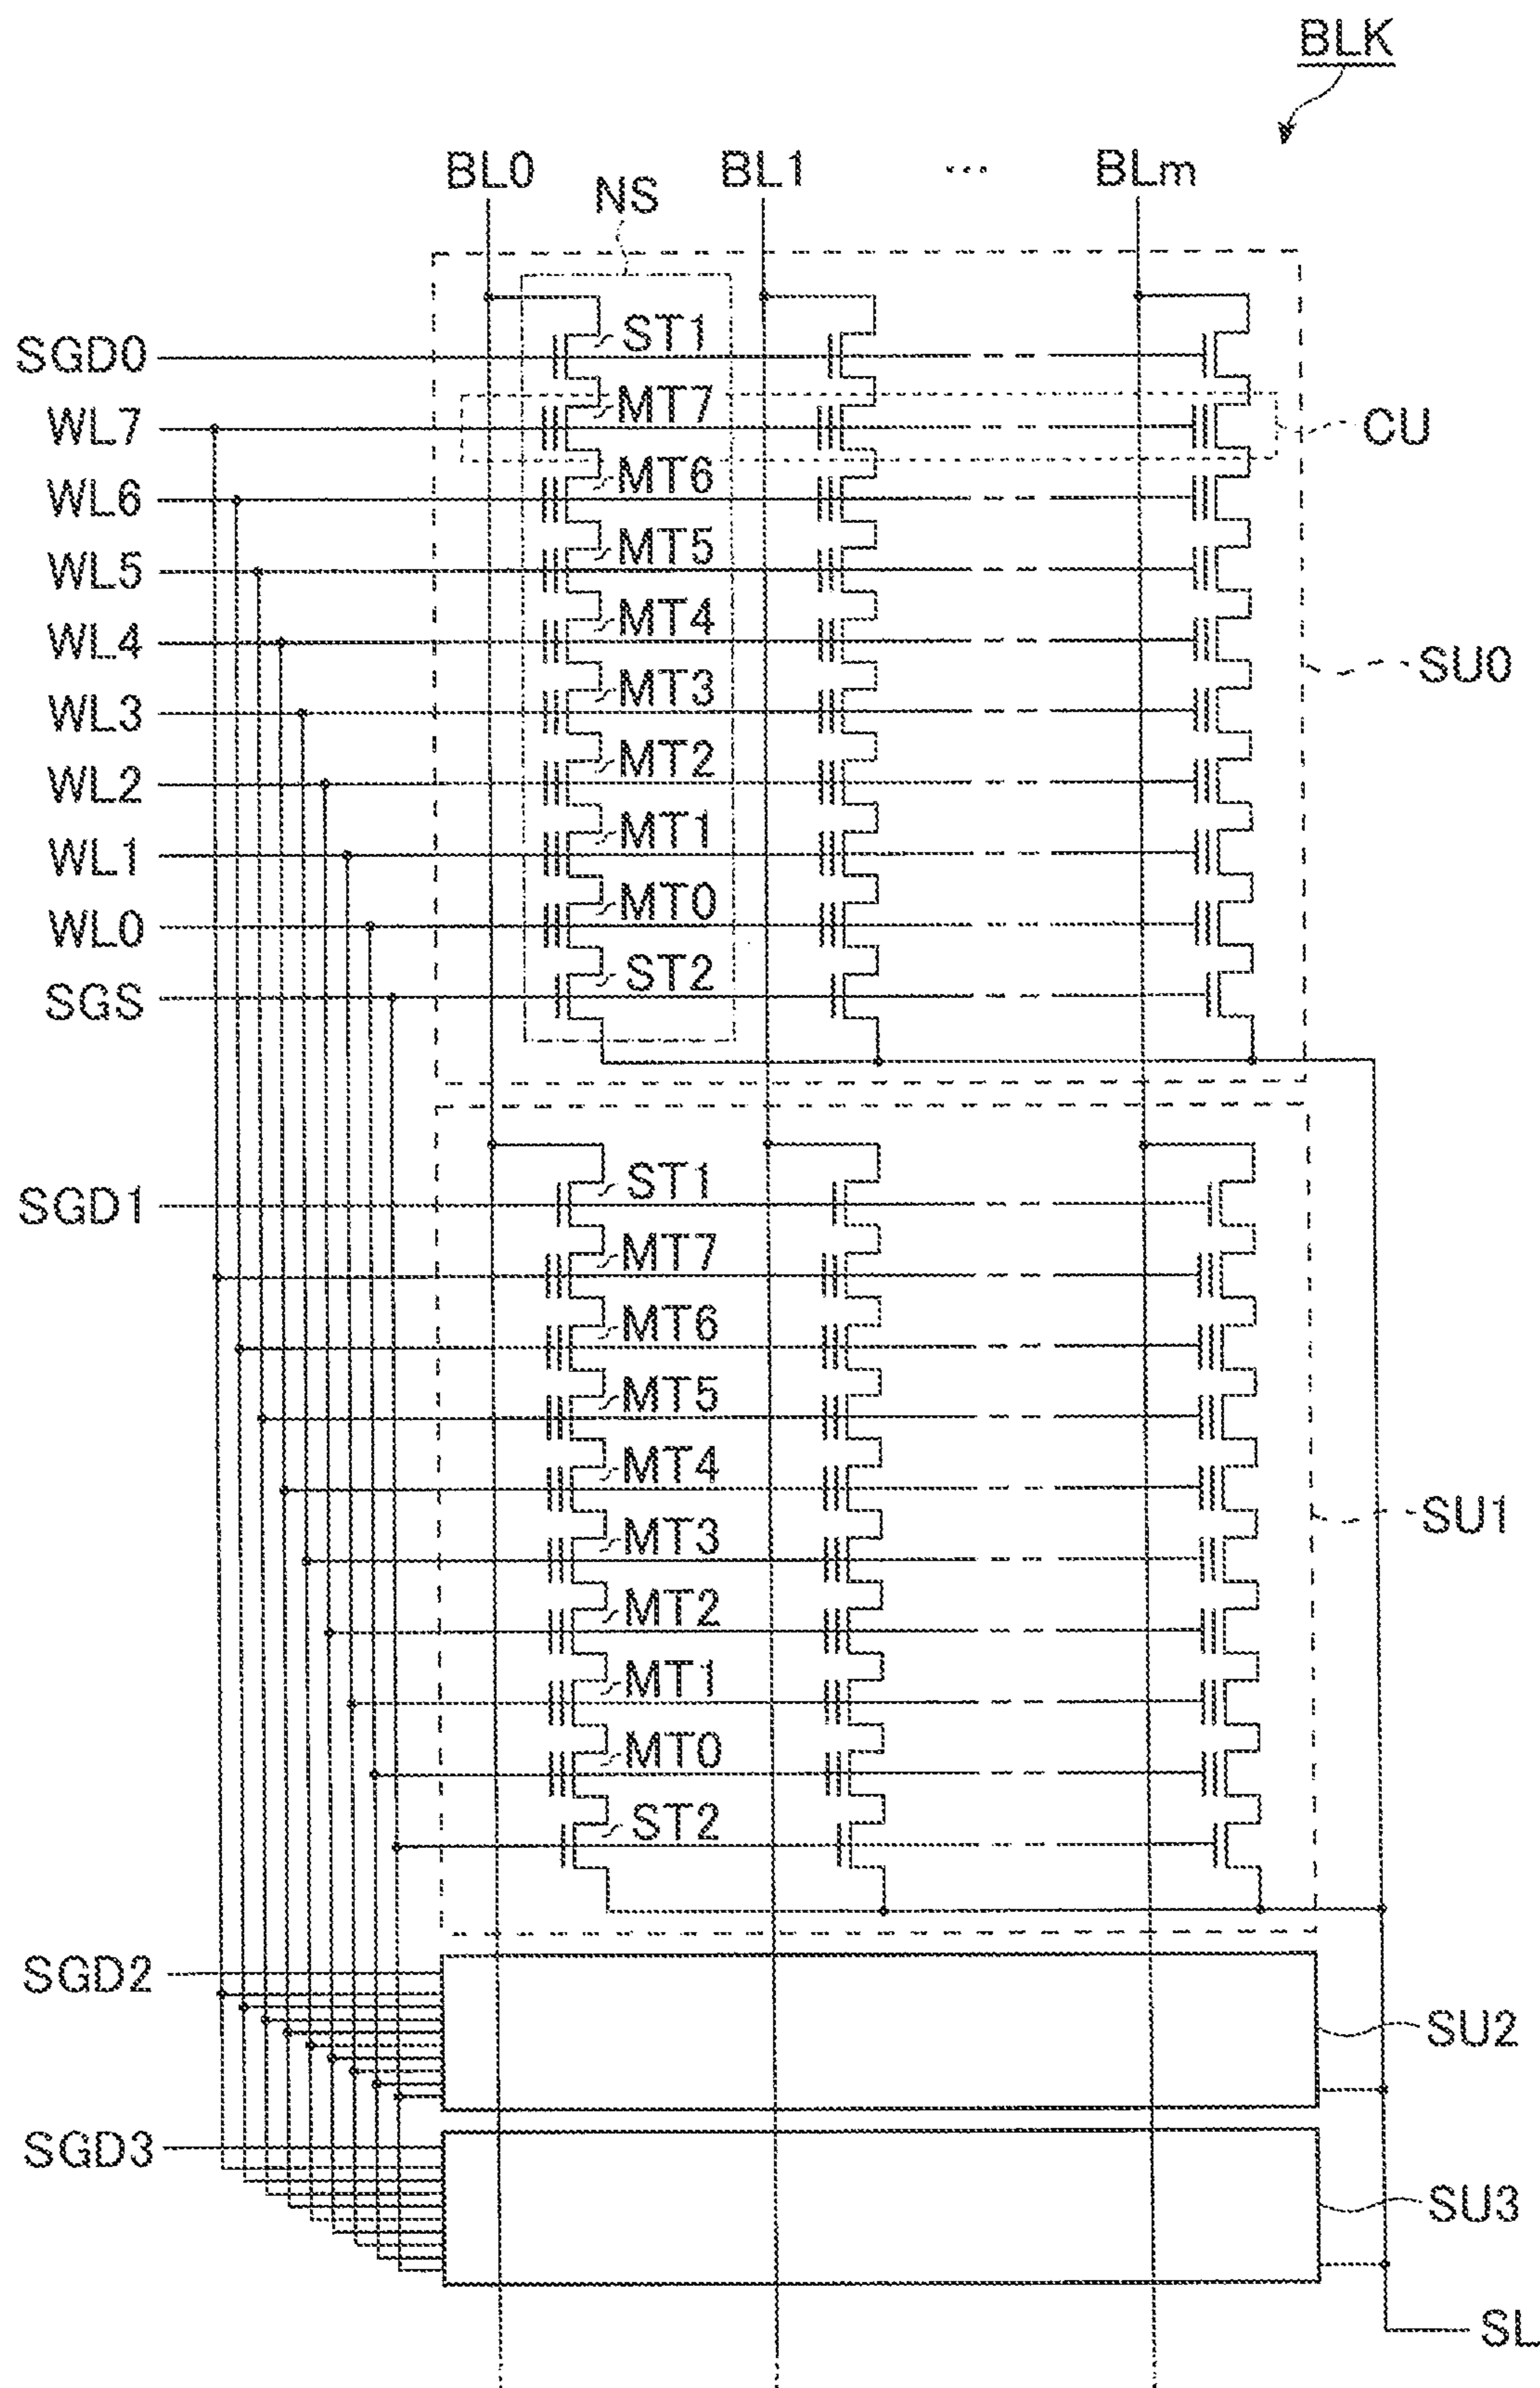 BLK
BL0 NS BL1 ... BLm
SGD0 ST1
WL7 MT7 CU
WL6 MT6
WL5 MT5
WL4 MT4 SU0
WL3 MT3
WL2 MT2
WL1 MT1
WL0 MT0
SGS ST2
SGD1 ST1
MT7
MT6
MT5
MT4
MT3 SU1
MT2
MT1
MT0
ST2
SGD2
SU2
SGD3
SU3
SL